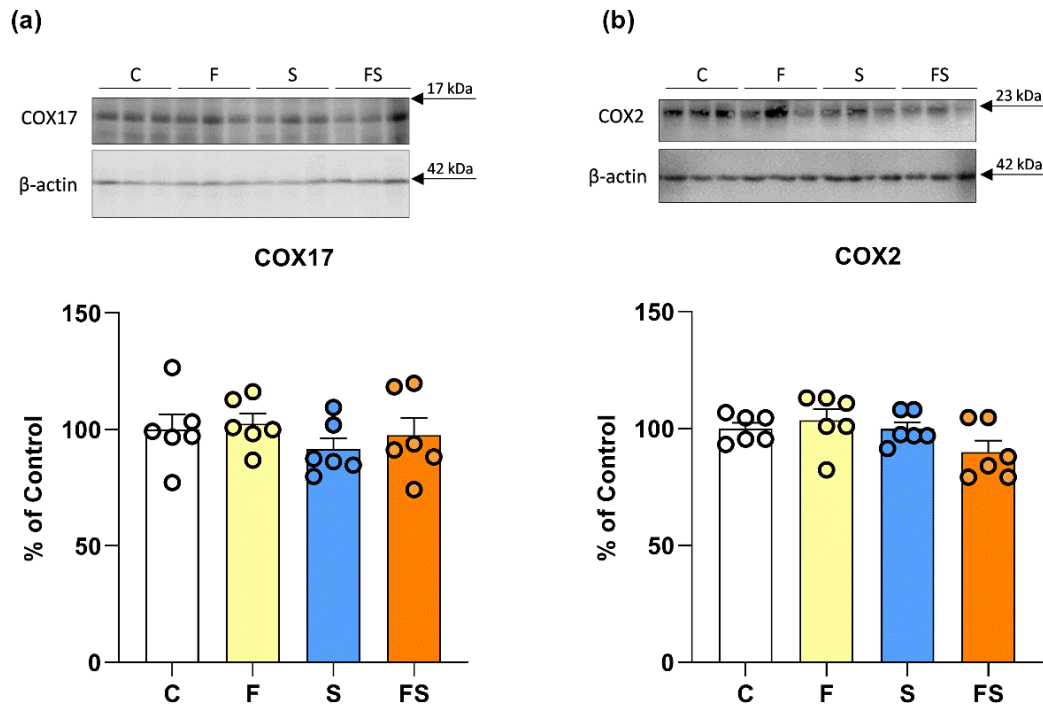 (a)
C F S FS
17 kDa
COX17
42 kDa
β-actin
COX17
150
100
50
0
% of Control
C F S FS
(b)
C F S FS
23 kDa
COX2
42 kDa
β-actin
COX2
150
100
50
0
% of Control
C F S FS